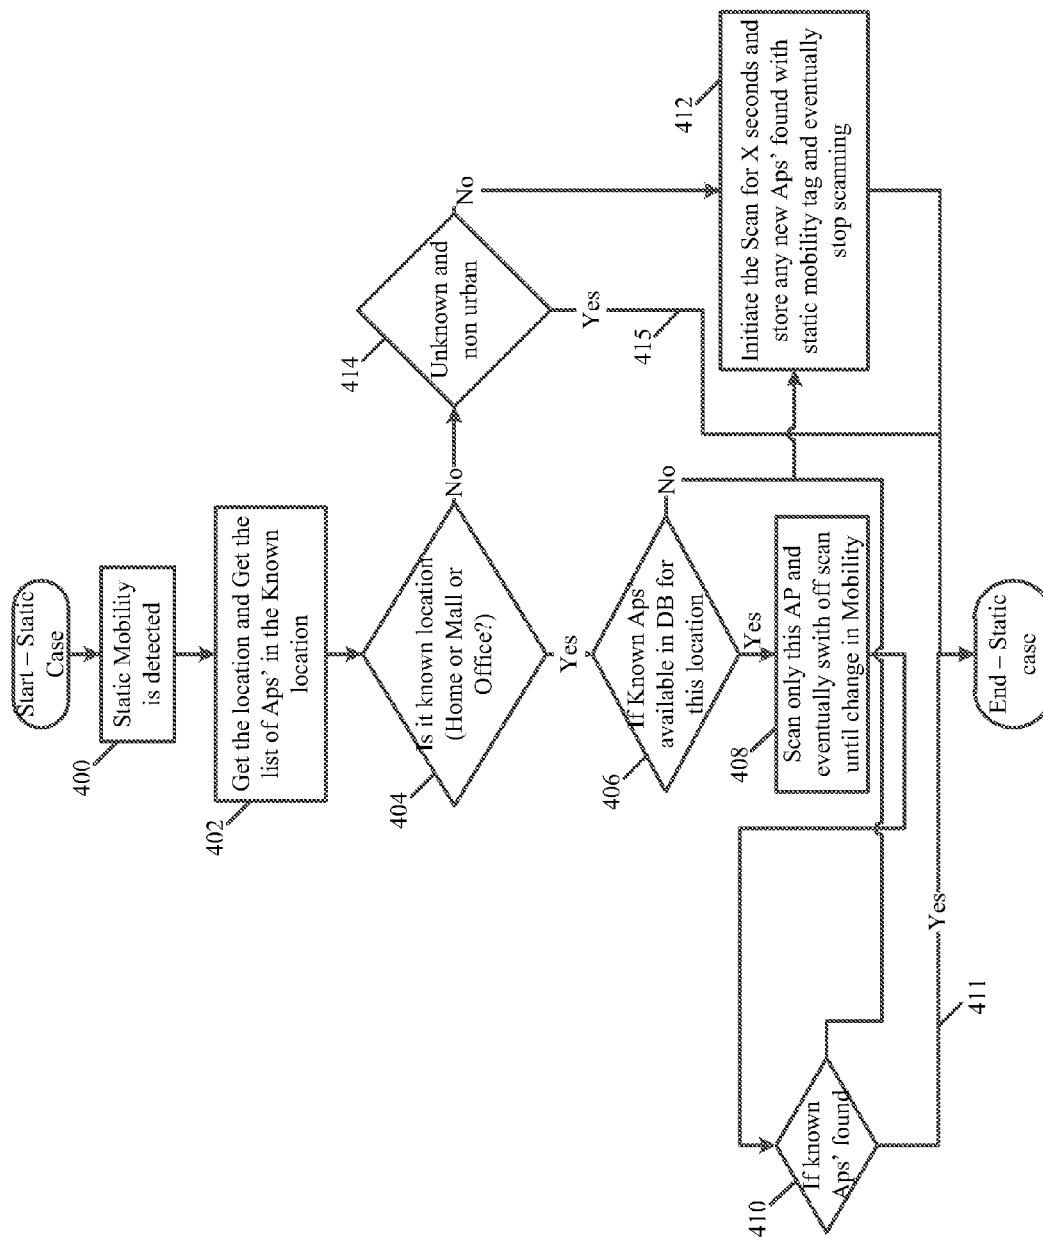 Start – Static
Case
Static Mobility
is detected
400
Get the location and Get the
list of Aps' in the Known
location
402
Is it known location
(Home or Mall or
Office?)
404
No
Yes
Unknown and
non urban
414
No
Yes
415
If Known Aps
available in DB for
this location
406
No
Yes
Scan only this AP and
eventually swith off scan
until change in Mobility
408
Initiate the Scan for X seconds and
store any new Aps' found with
static mobility tag and eventually
stop scanning
412
If known
Aps' found
410
Yes
411
End – Static
case